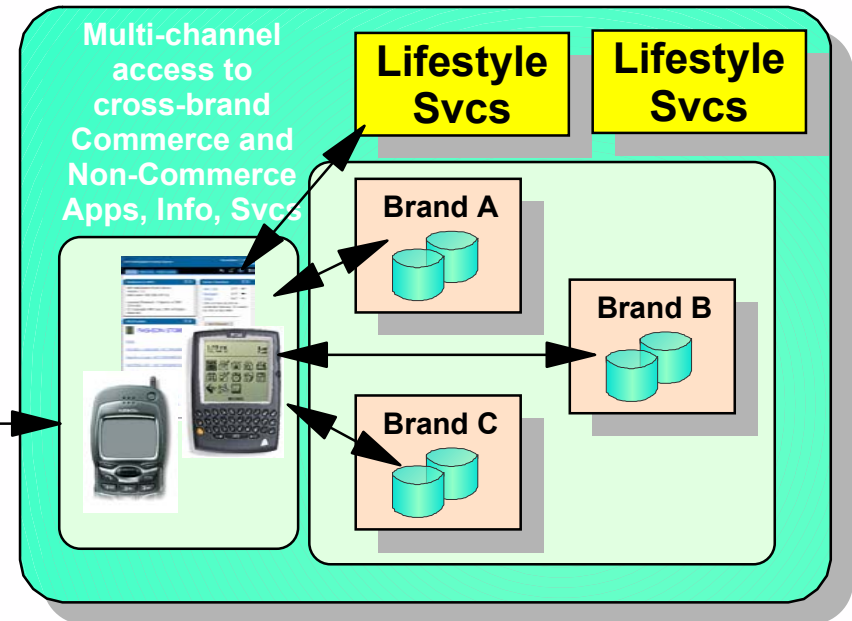 Multi-channel
access to
cross-brand
Commerce and
Non-Commerce
Apps, Info, Svcs
Lifestyle
Svcs
Lifestyle
Svcs
Brand A
Brand B
Brand C